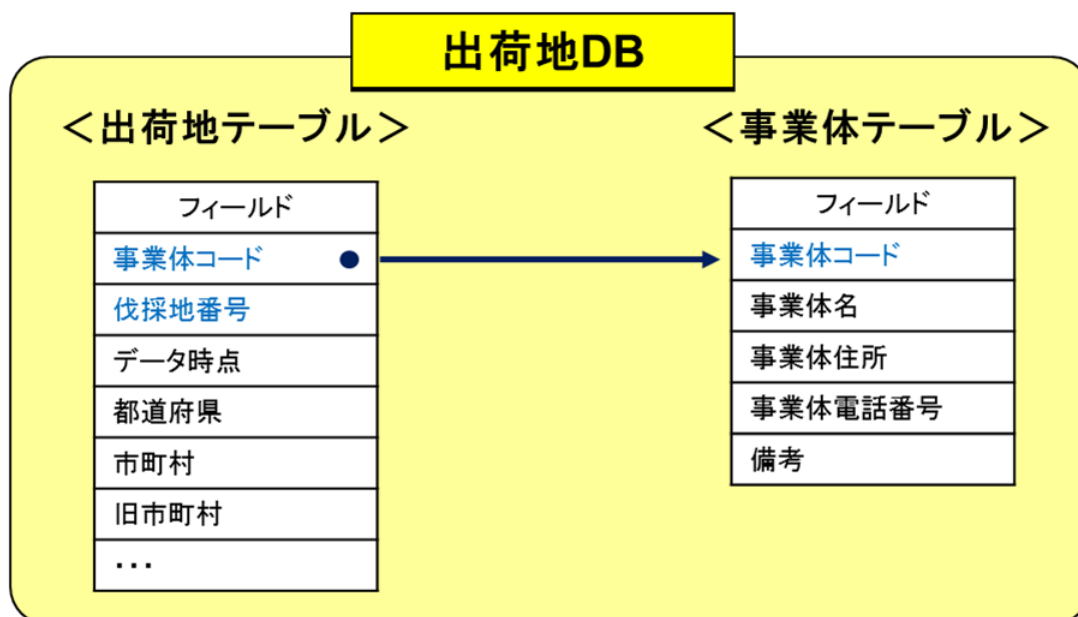 出荷地DB
＜出荷地テーブル＞
フィールド
事業体コード
伐採地番号
データ時点
都道府県
市町村
旧市町村
・・・
＜事業体テーブル＞
フィールド
事業体コード
事業体名
事業体住所
事業体電話番号
備考